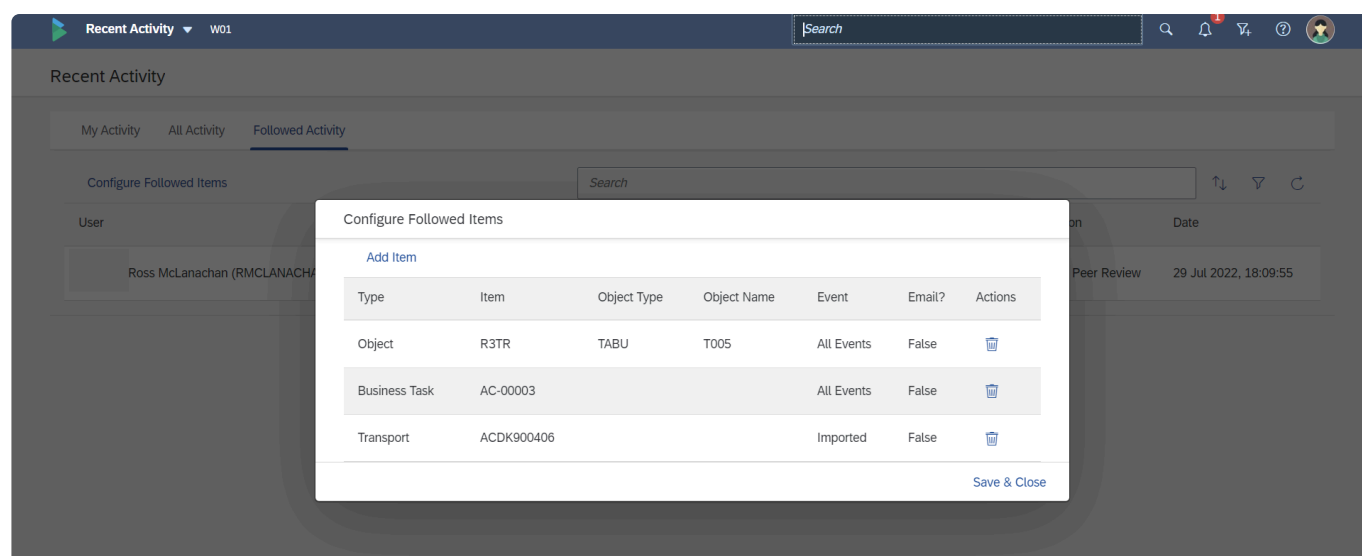 Recent Activity W01 Search 1
Recent Activity
My Activity All Activity Followed Activity
Configure Followed Items Search
User Date
Ross McLanachan (RMCLANACHA Peer Review 29 Jul 2022, 18:09:55
Configure Followed Items
Add Item
Type Item Object Type Object Name Event Email? Actions
Object R3TR TABU T005 All Events False
Business Task AC-00003 All Events False
Transport ACDK900406 Imported False
Save & Close